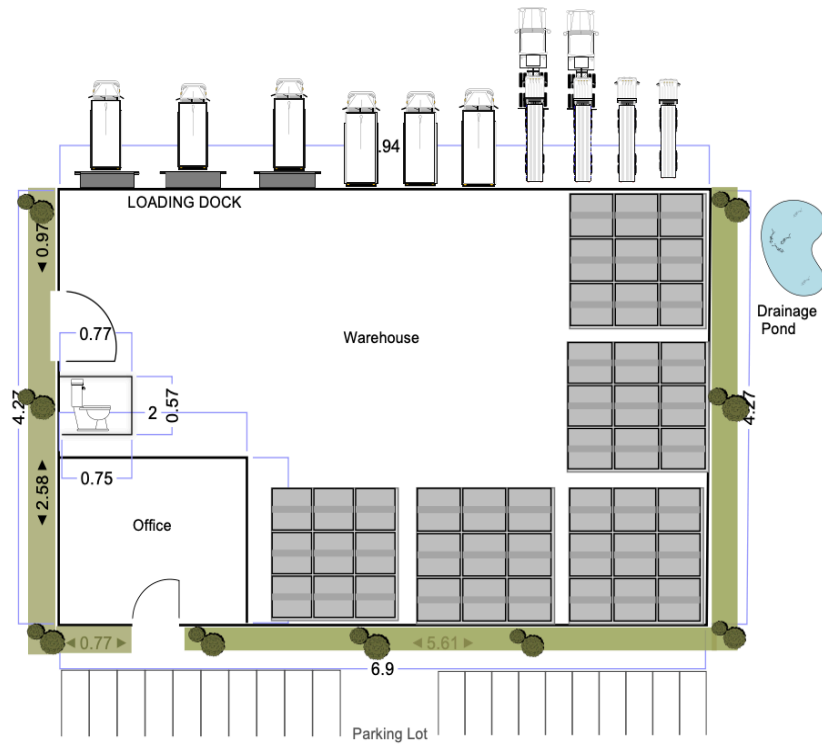 .94
LOADING DOCK
◄ 0.97
Drainage
Pond
0.77
Warehouse
4.27
2
0.57
4.27
0.75
◄ 2.58 ►
Office
◄ 0.77 ►
◄ 5.61 ►
6.9
Parking Lot